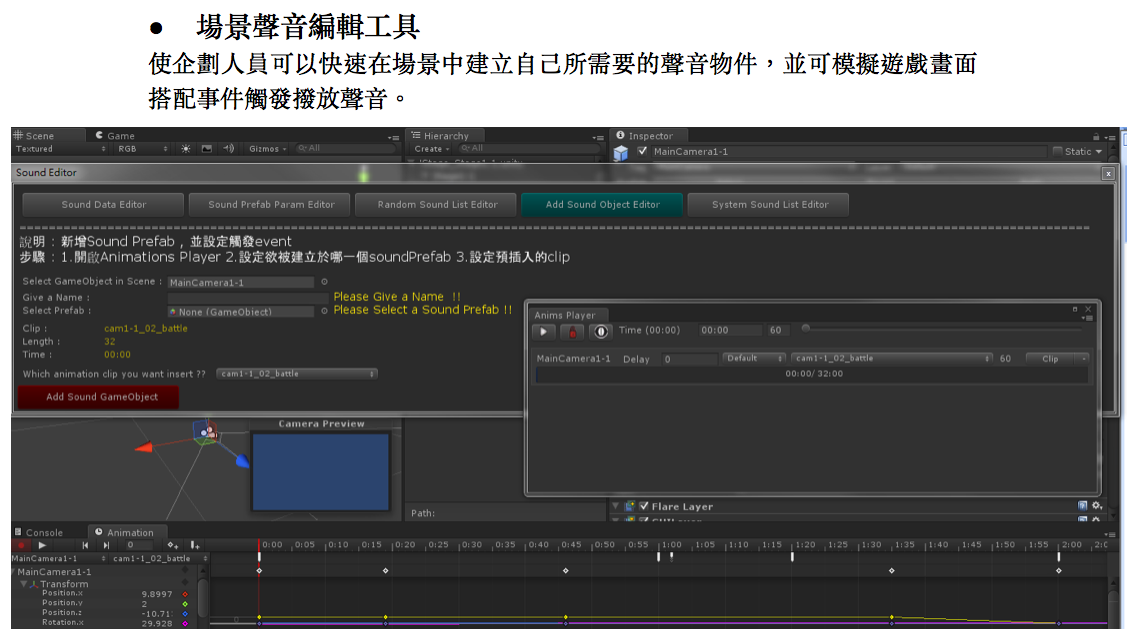 ● 場景聲音編輯工具
使企劃人員可以快速在場景中建立自己所需要的聲音物件，並可模擬遊戲畫面
搭配事件觸發撥放聲音。
Scene Game Hierarchy Inspector
Textured RGB Gizmos All Create All MainCamera1-1 Static
Sound Editor x
Sound Data Editor Sound Prefab Param Editor Random Sound List Editor Add Sound Object Editor System Sound List Editor
說明 : 新增Sound Prefab , 並設定觸發event
步驟 : 1.開啟Animations Player 2.設定欲被建立於哪一個soundPrefab 3.設定預插入的clip
Select GameObject in Scene : MainCamera1-1
Give a Name : Please Give a Name !!
Select Prefab : None (GameObject) Please Select a Sound Prefab !!
Clip : cam1-1_02_battle
Length : 32
Time : 00:00
Which animation clip you want insert ?? cam1-1_02_battle
Add Sound GameObject
Anims Player
Time (00:00) 00:00 60
MainCamera1-1 Delay 0 Default cam1-1_02_battle 60 Clip
00:00/ 32:00
Camera Preview
Path:
Flare Layer
Console Animation
0 0:00 0:05 0:10 0:15 0:20 0:25 0:30 0:35 0:40 0:45 0:50 0:55 1:00 1:05 1:10 1:15 1:20 1:25 1:30 1:35 1:40 1:45 1:50 1:55 2:00
MainCamera1-1 cam1-1_02_battle
MainCamera1-1
Transform
Position.x 9.8997
Position.y 2
Position.z -10.71
Rotation.x 29.928